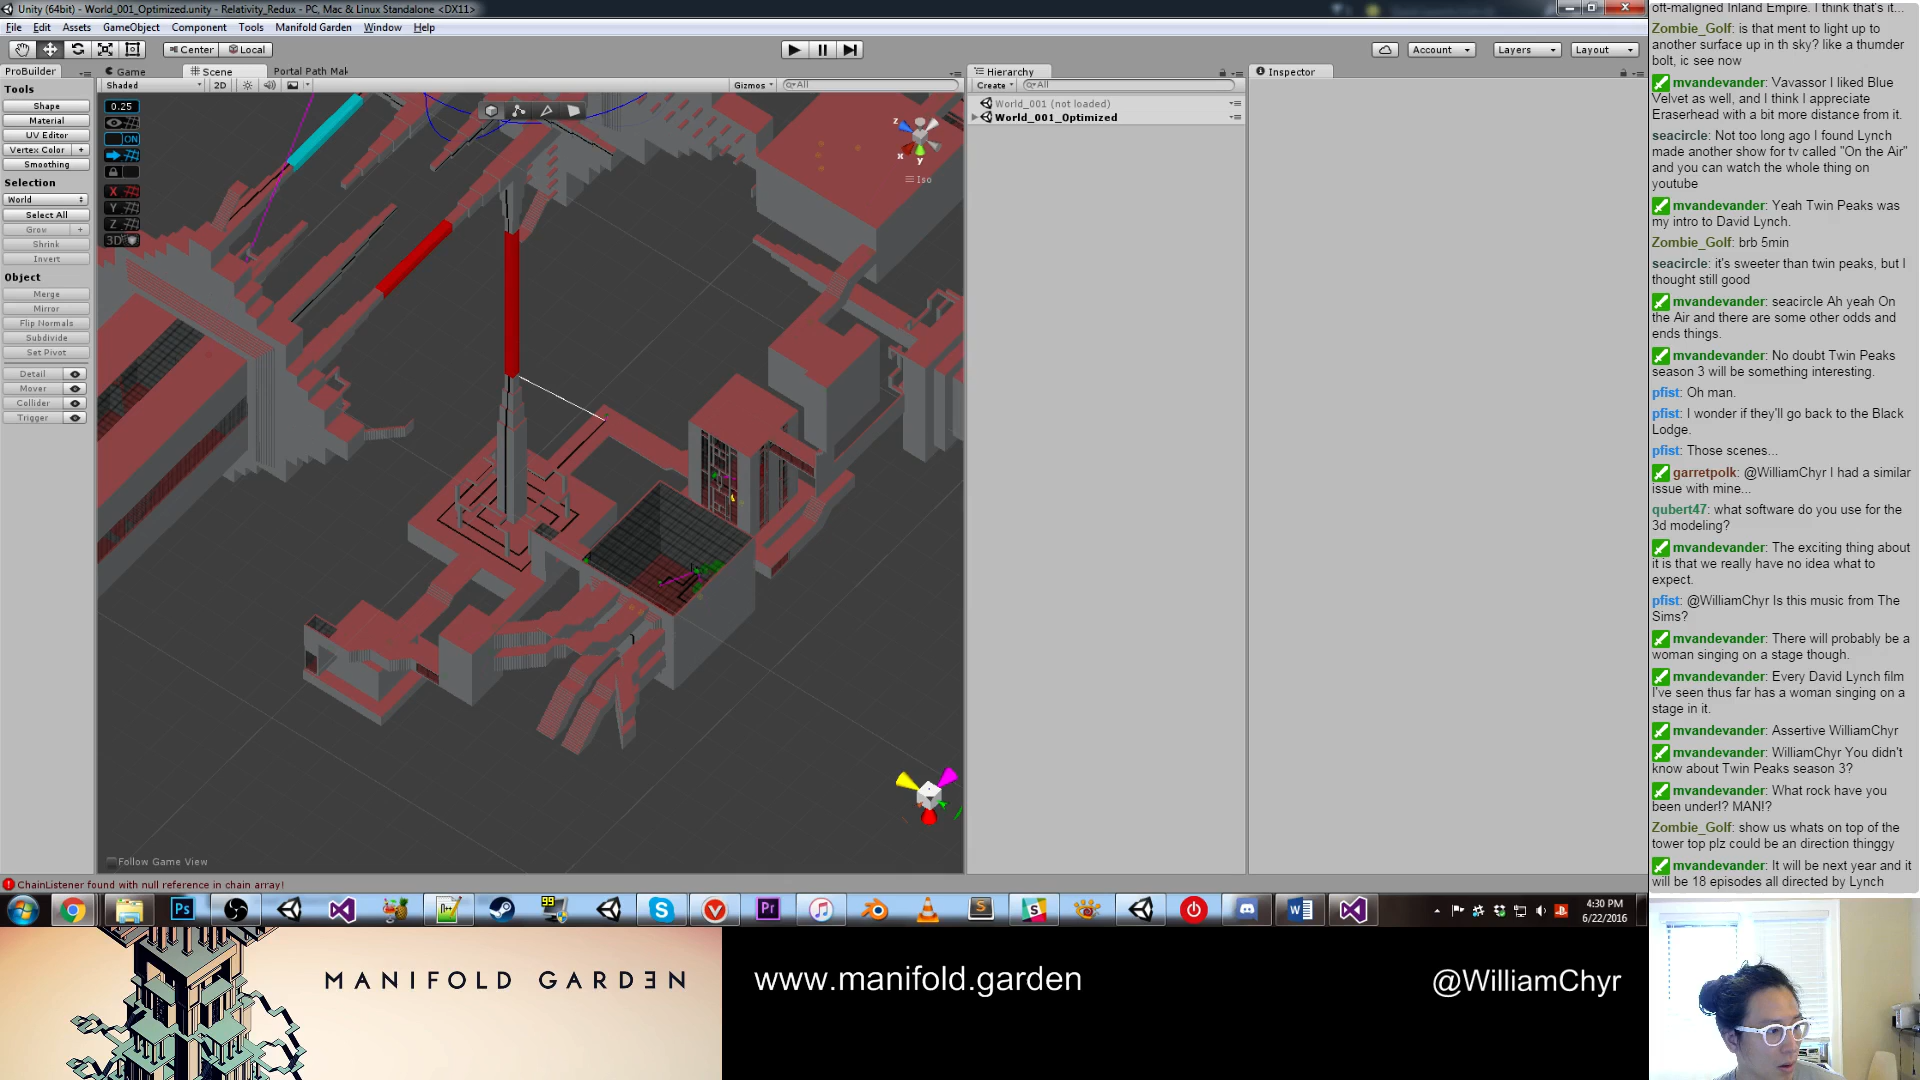 Unity (64bit) - World_001_Optimized.unity - Relativity_Redux - PC, Mac & Linux Standalone <DX11>
File Edit Assets GameObject Component Tools Manifold Garden Window Help
Center Local Account Layers Layout
ProBuilder Game Scene Portal Path Mak Hierarchy Inspector
Tools
Shaded 2D Gizmos All Create All
Shape
Material
UV Editor
Vertex Color +
Smoothing
Selection
World
Select All
Grow +
Shrink
Invert
Object
Merge
Mirror
Flip Normals
Subdivide
Set Pivot
Detail
Mover
Collider
Trigger
0.25
ON
X
Y
Z
3D
z
x
y
Iso
World_001 (not loaded)
World_001_Optimized
Follow Game View
ChainListener found with null reference in chain array!
4:30 PM
6/22/2016
oft-maligned Inland Empire. I think that's it...
Zombie_Golf: is that ment to light up to
another surface up in th sky? like a thumder
bolt, ic see now
mvandevander: Vavassor I liked Blue
Velvet as well, and I think I appreciate
Eraserhead with a bit more distance from it.
seacircle: Not too long ago I found Lynch
made another show for tv called "On the Air"
and you can watch the whole thing on
youtube
mvandevander: Yeah Twin Peaks was
my intro to David Lynch.
Zombie_Golf: brb 5min
seacircle: it's sweeter than twin peaks, but I
thought still good
mvandevander: seacircle Ah yeah On
the Air and there are some other odds and
ends things.
mvandevander: No doubt Twin Peaks
season 3 will be something interesting.
pfist: Oh man.
pfist: I wonder if they'll go back to the Black
Lodge.
pfist: Those scenes...
garretpolk: @WilliamChyr I had a similar
issue with mine...
qubert47: what software do you use for the
3d modeling?
mvandevander: The exciting thing about
it is that we really have no idea what to
expect.
pfist: @WilliamChyr Is this music from The
Sims?
mvandevander: There will probably be a
woman singing on a stage though.
mvandevander: Every David Lynch film
I've seen thus far has a woman singing on a
stage in it.
mvandevander: Assertive WilliamChyr
mvandevander: WilliamChyr You didn't
know about Twin Peaks season 3?
mvandevander: What rock have you
been under!? MAN!?
Zombie_Golf: show us whats on top of the
tower top plz could be an direction thinggy
mvandevander: It will be next year and it
will be 18 episodes all directed by Lynch
MANIFOLD GARDEN
www.manifold.garden
@WilliamChyr